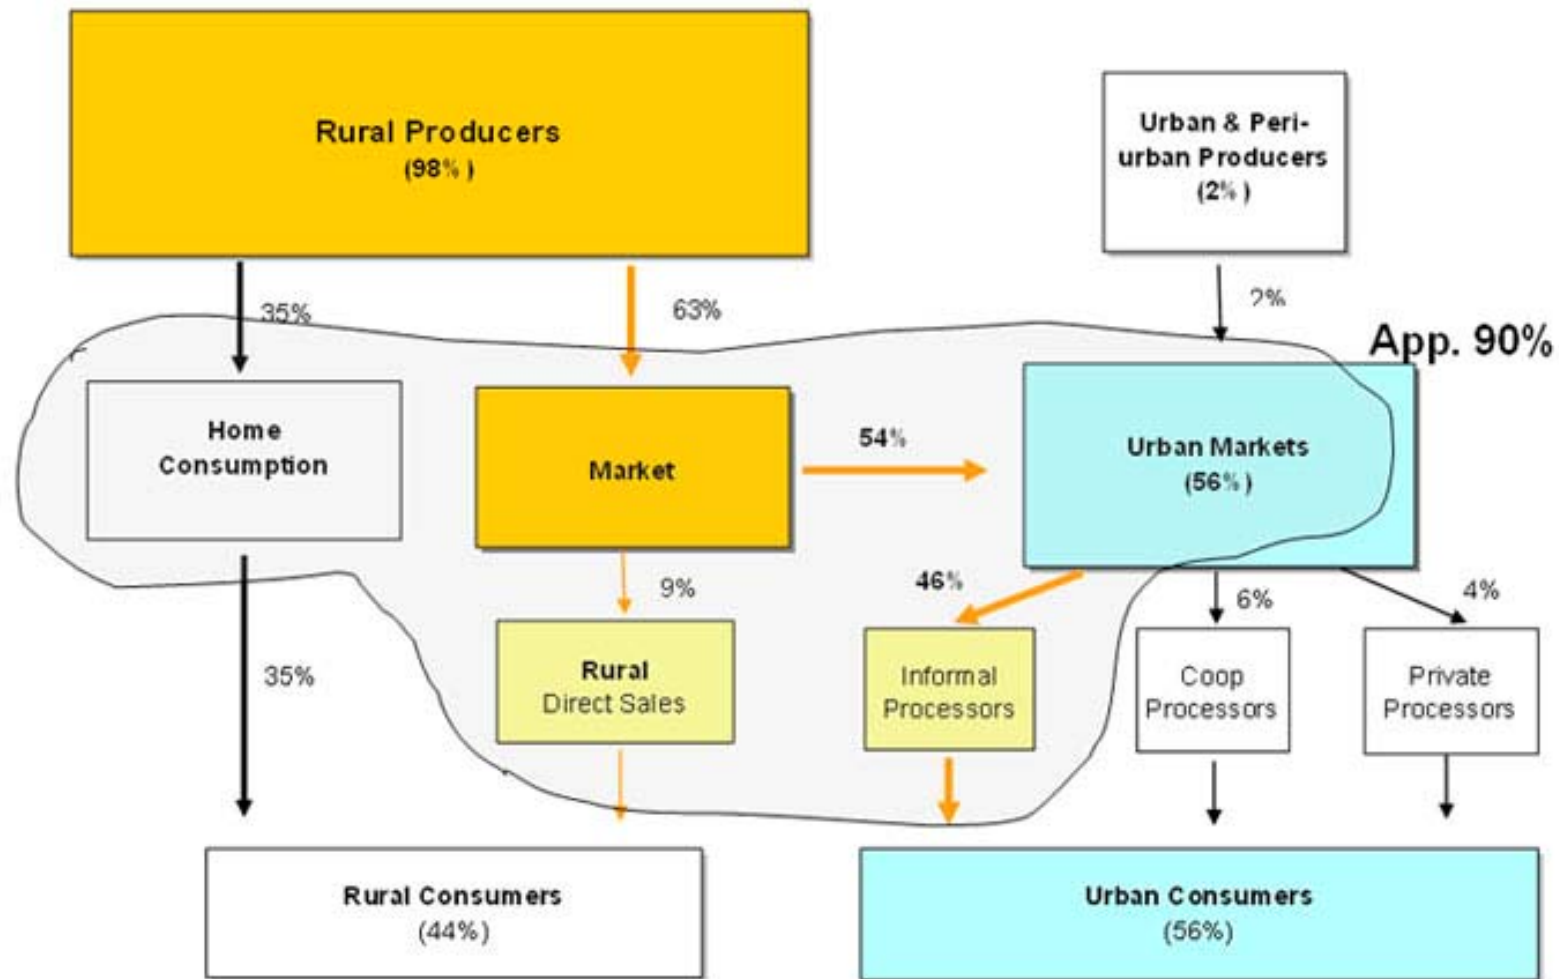 Rural Producers
(98%)
Urban & Peri-
urban Producers
(2%)
35%
63%
2%
App. 90%
Home
Consumption
Market
54%
Urban Markets
(56%)
9%
46%
6%
4%
35%
Rural
Direct Sales
Informal
Processors
Coop
Processors
Private
Processors
Rural Consumers
(44%)
Urban Consumers
(56%)